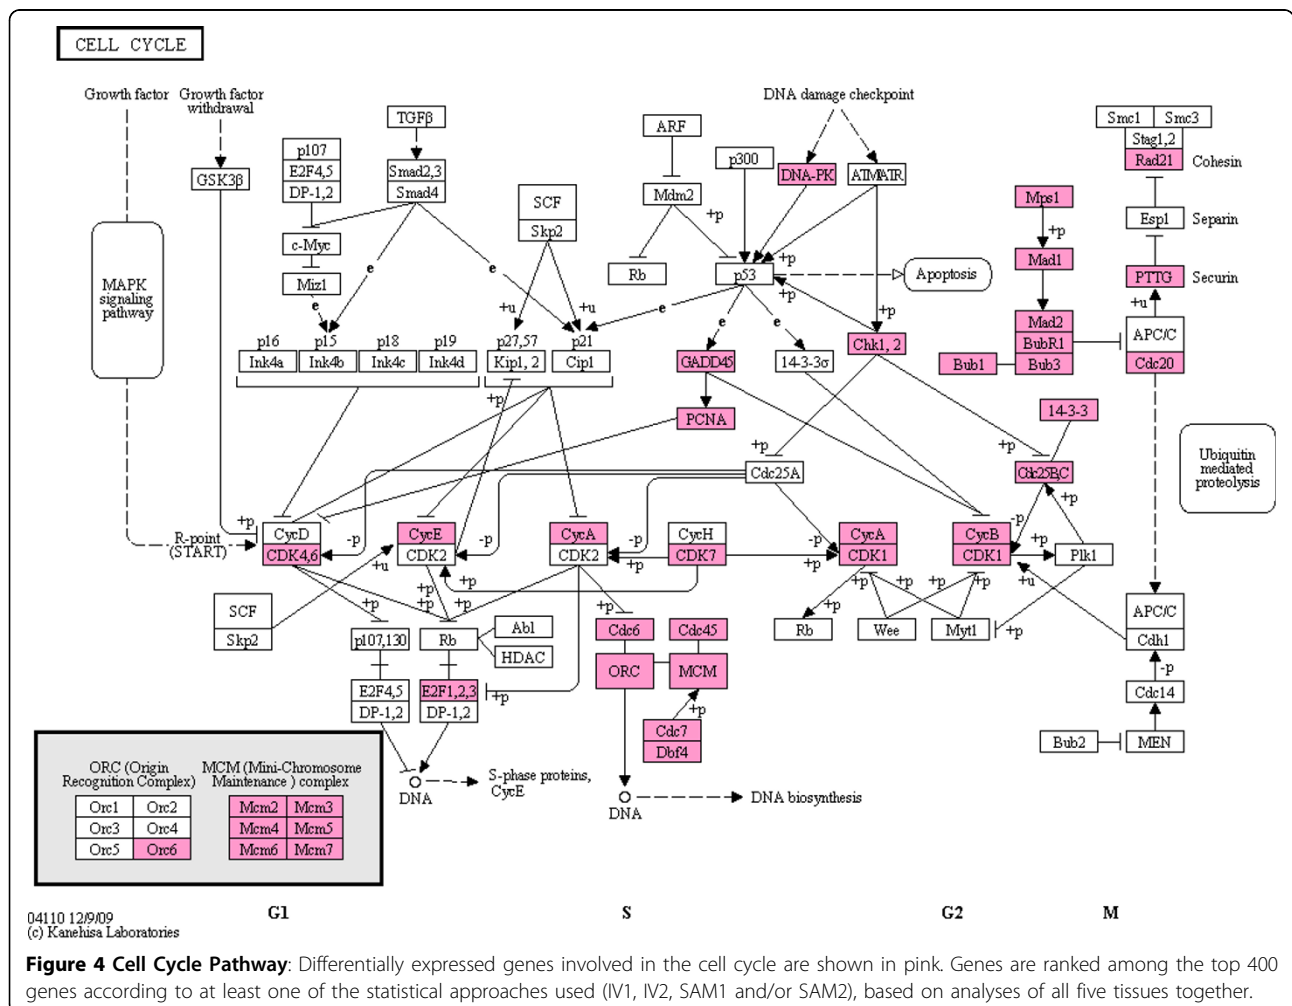 CELL CYCLE
Growth factor
Growth factor
withdrawal
TGFβ
DNA damage checkpoint
ARF
p300
Smc1
Smc3
Stag1,2
Rad21
Cohesin
p107
E2F4,5
DP-1,2
Smad2,3
Smad4
GSK3β
DNA-PK
ATM/ATR
Mdm2
+p
SCF
Skp2
Mps1
+p
Esp1
Separin
c-Myc
Miz1
e
e
e
Rb
p53
+p
+p
Apoptosis
Mad1
PTTG
Securin
+u
MAPK
signaling
pathway
+u
+u
e
e
e
+p
Mad2
BubR1
Bub3
Bub1
APC/C
Cdc20
p16
p15
p18
p19
Ink4a
Ink4b
Ink4c
Ink4d
p27,57
p21
Kip1, 2
Cip1
+p
GADD45
14-3-3σ
Chk1, 2
PCNA
14-3-3
+p
+p
Cdc25A
Cdc25B,C
Ubiquitin
mediated
proteolysis
R-point
(START)
+p
CycD
CDK4,6
-p
CycE
CDK2
-p
CycA
CDK2
-p
+p
CycH
CDK7
-p
+p
CycA
CDK1
CycB
CDK1
-p
+p
+p
Plk1
+u
+u
SCF
Skp2
+p
+p
+p
+p
+p
+p
+p
+p
+p
p107,130
Rb
Abl
HDAC
Cdc6
Cdc45
ORC
MCM
Rb
Wee
Myt1
APC/C
Cdh1
-p
Cdc14
E2F4,5
DP-1,2
E2F1,2,3
DP-1,2
+p
+p
Cdc7
Dbf4
Bub2
MEN
DNA
S-phase proteins,
CycE
DNA
DNA biosynthesis
ORC (Origin
Recognition Complex)
MCM (Mini-Chromosome
Maintenance ) complex
Orc1 Orc2
Orc3 Orc4
Orc5 Orc6
Mcm2 Mcm3
Mcm4 Mcm5
Mcm6 Mcm7
G1
S
G2
M
04110 12/9/09
(c) Kanehisa Laboratories
Figure 4 Cell Cycle Pathway: Differentially expressed genes involved in the cell cycle are shown in pink. Genes are ranked among the top 400
genes according to at least one of the statistical approaches used (IV1, IV2, SAM1 and/or SAM2), based on analyses of all five tissues together.